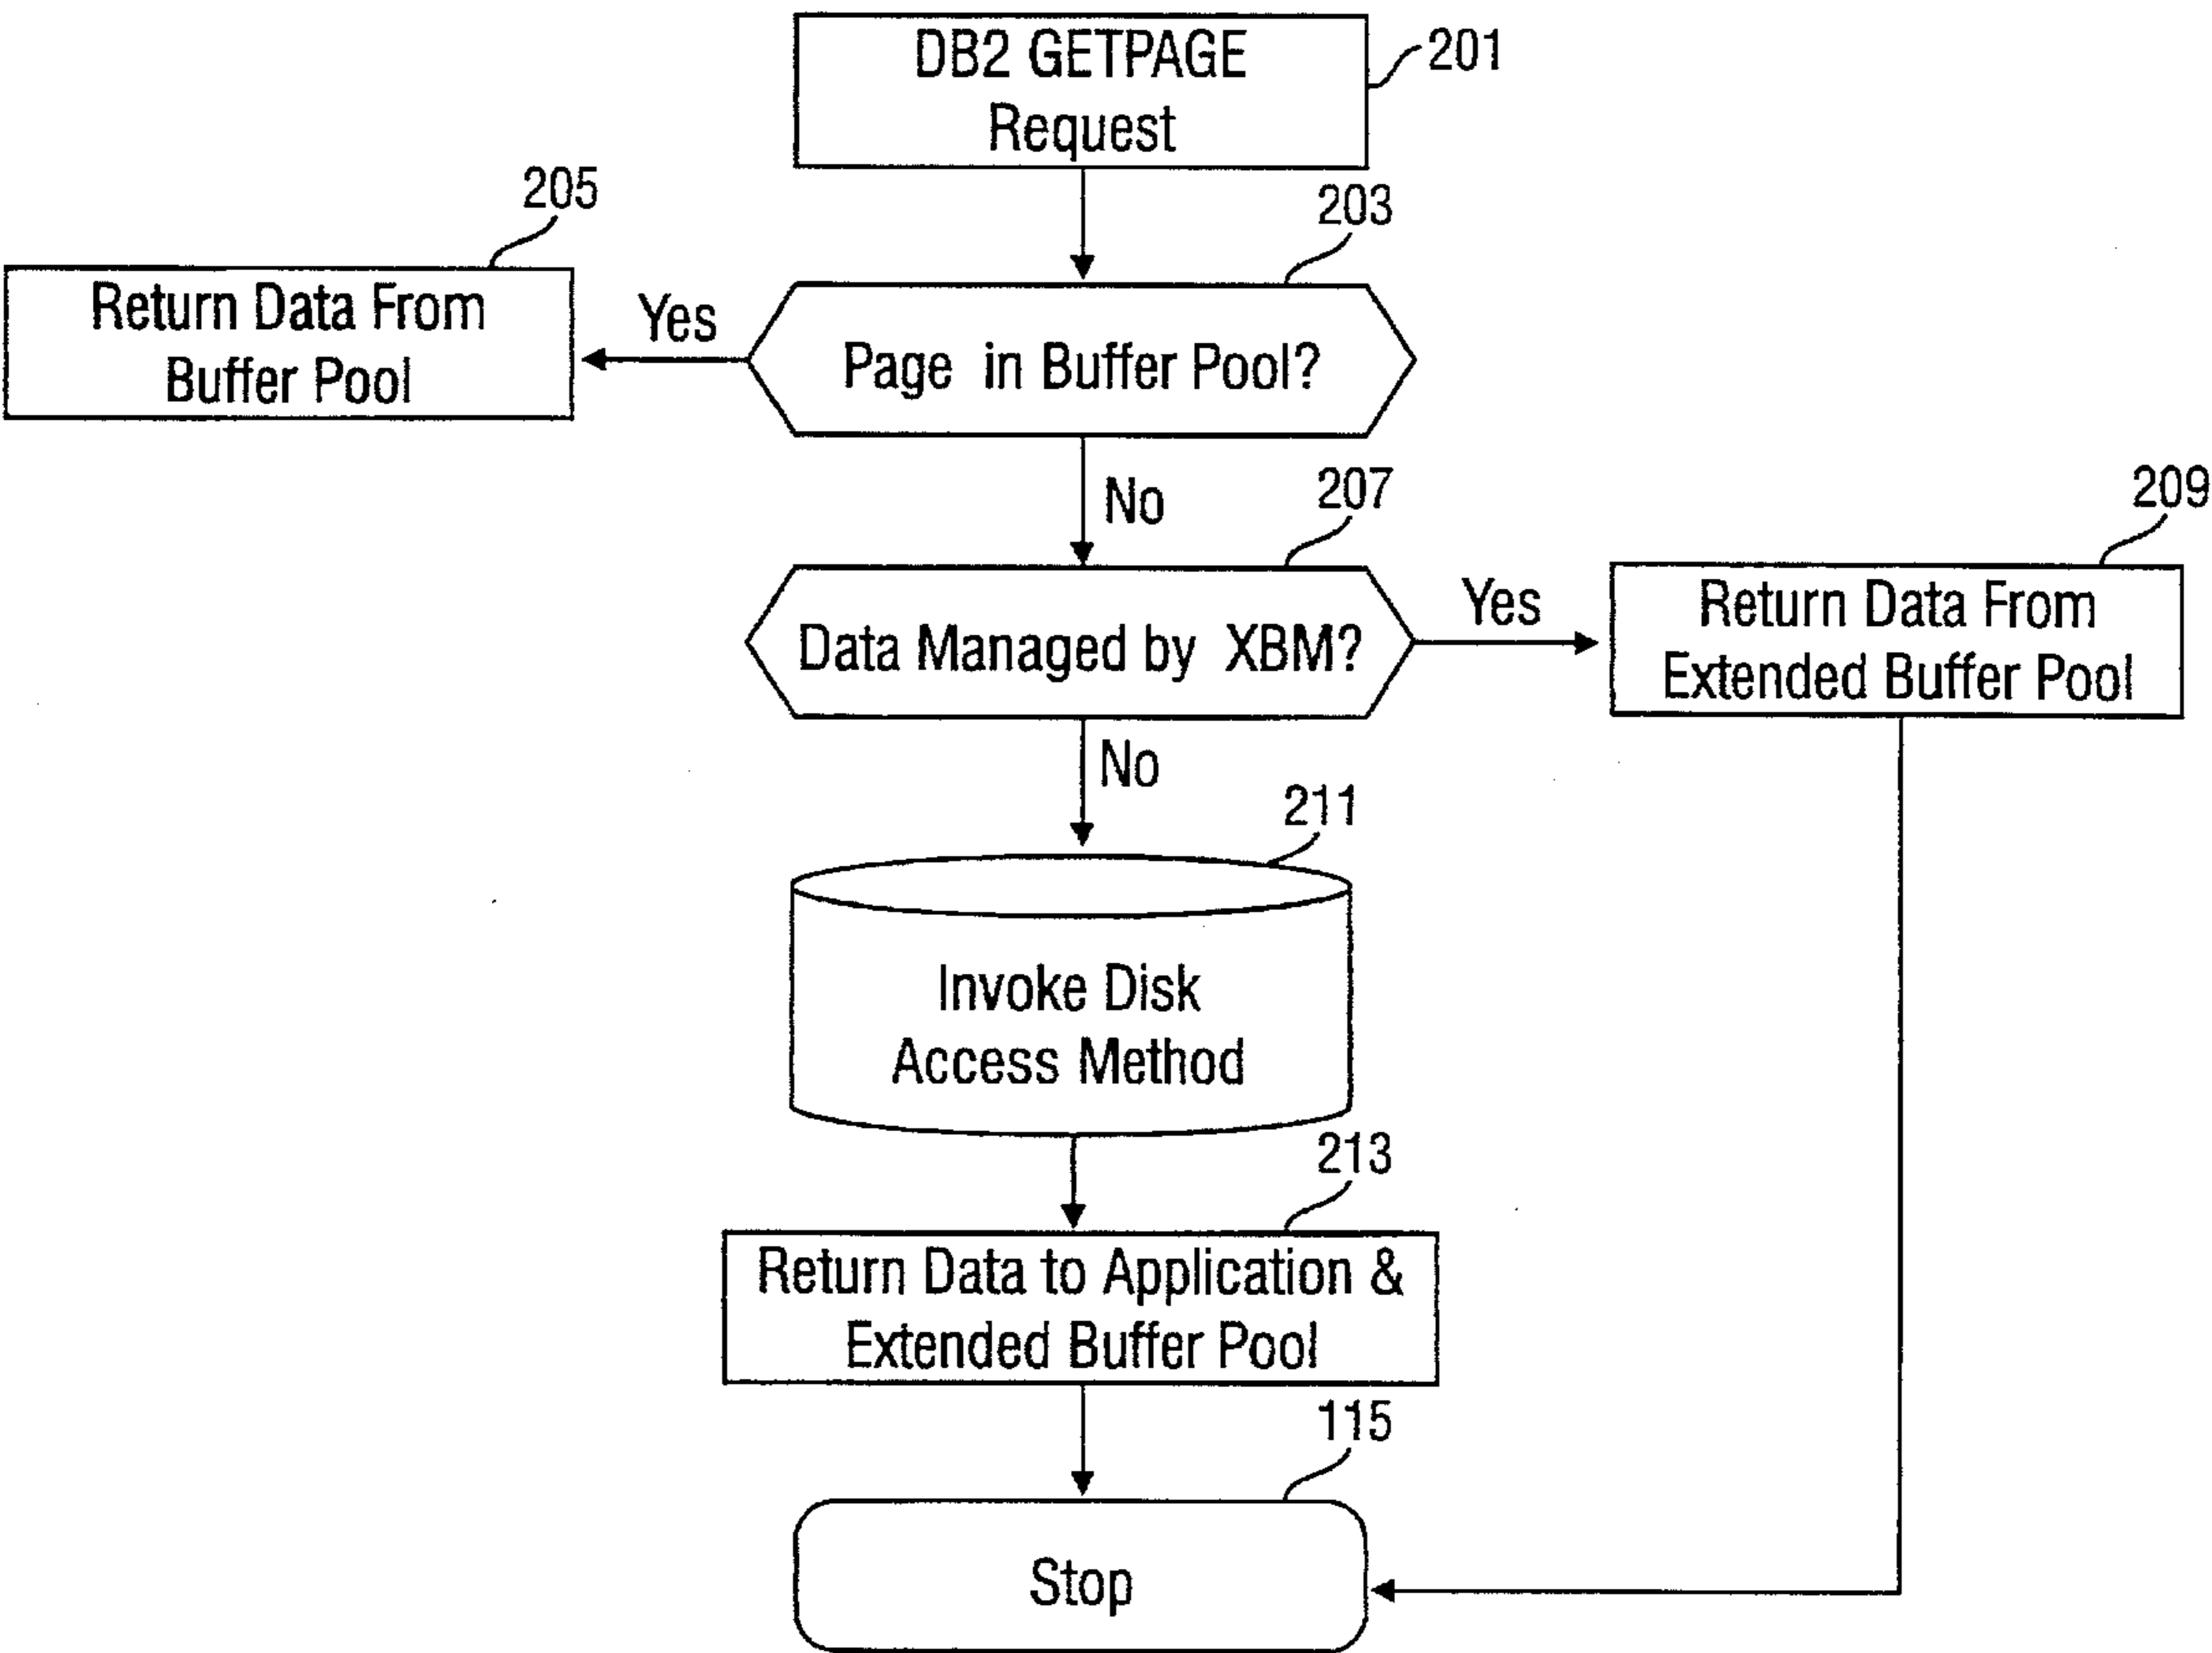 DB2 GETPAGE
Request
201
205
203
Return Data From
Buffer Pool
Yes
Page in Buffer Pool?
No
207
209
Data Managed by XBM?
Yes
Return Data From
Extended Buffer Pool
No
211
Invoke Disk
Access Method
213
Return Data to Application &
Extended Buffer Pool
115
Stop